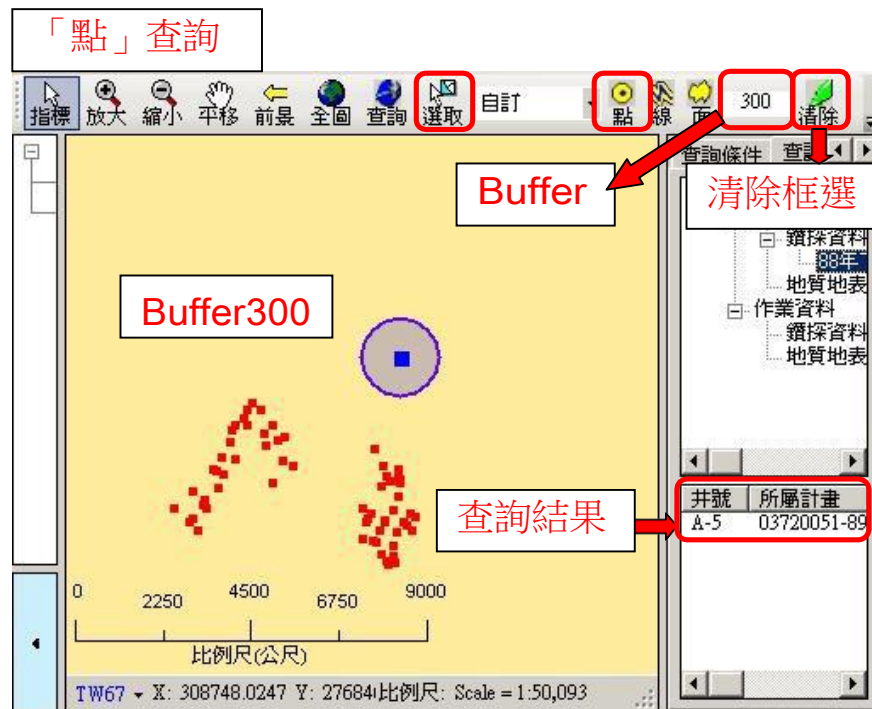 「點」查詢
指標 放大 縮小 平移 前景 全圖 查詢 選取 自訂 點 線 面 300 清除
查詢條件
Buffer
清除框選
鑽探資料
88年
地質地表
作業資料
鑽探資料
地質地表
Buffer300
查詢結果
井號 所屬計畫
A-5 03720051-89
0 2250 4500 6750 9000
比例尺(公尺)
TW67 X: 308748.0247 Y: 27684 比例尺: Scale = 1:50,093